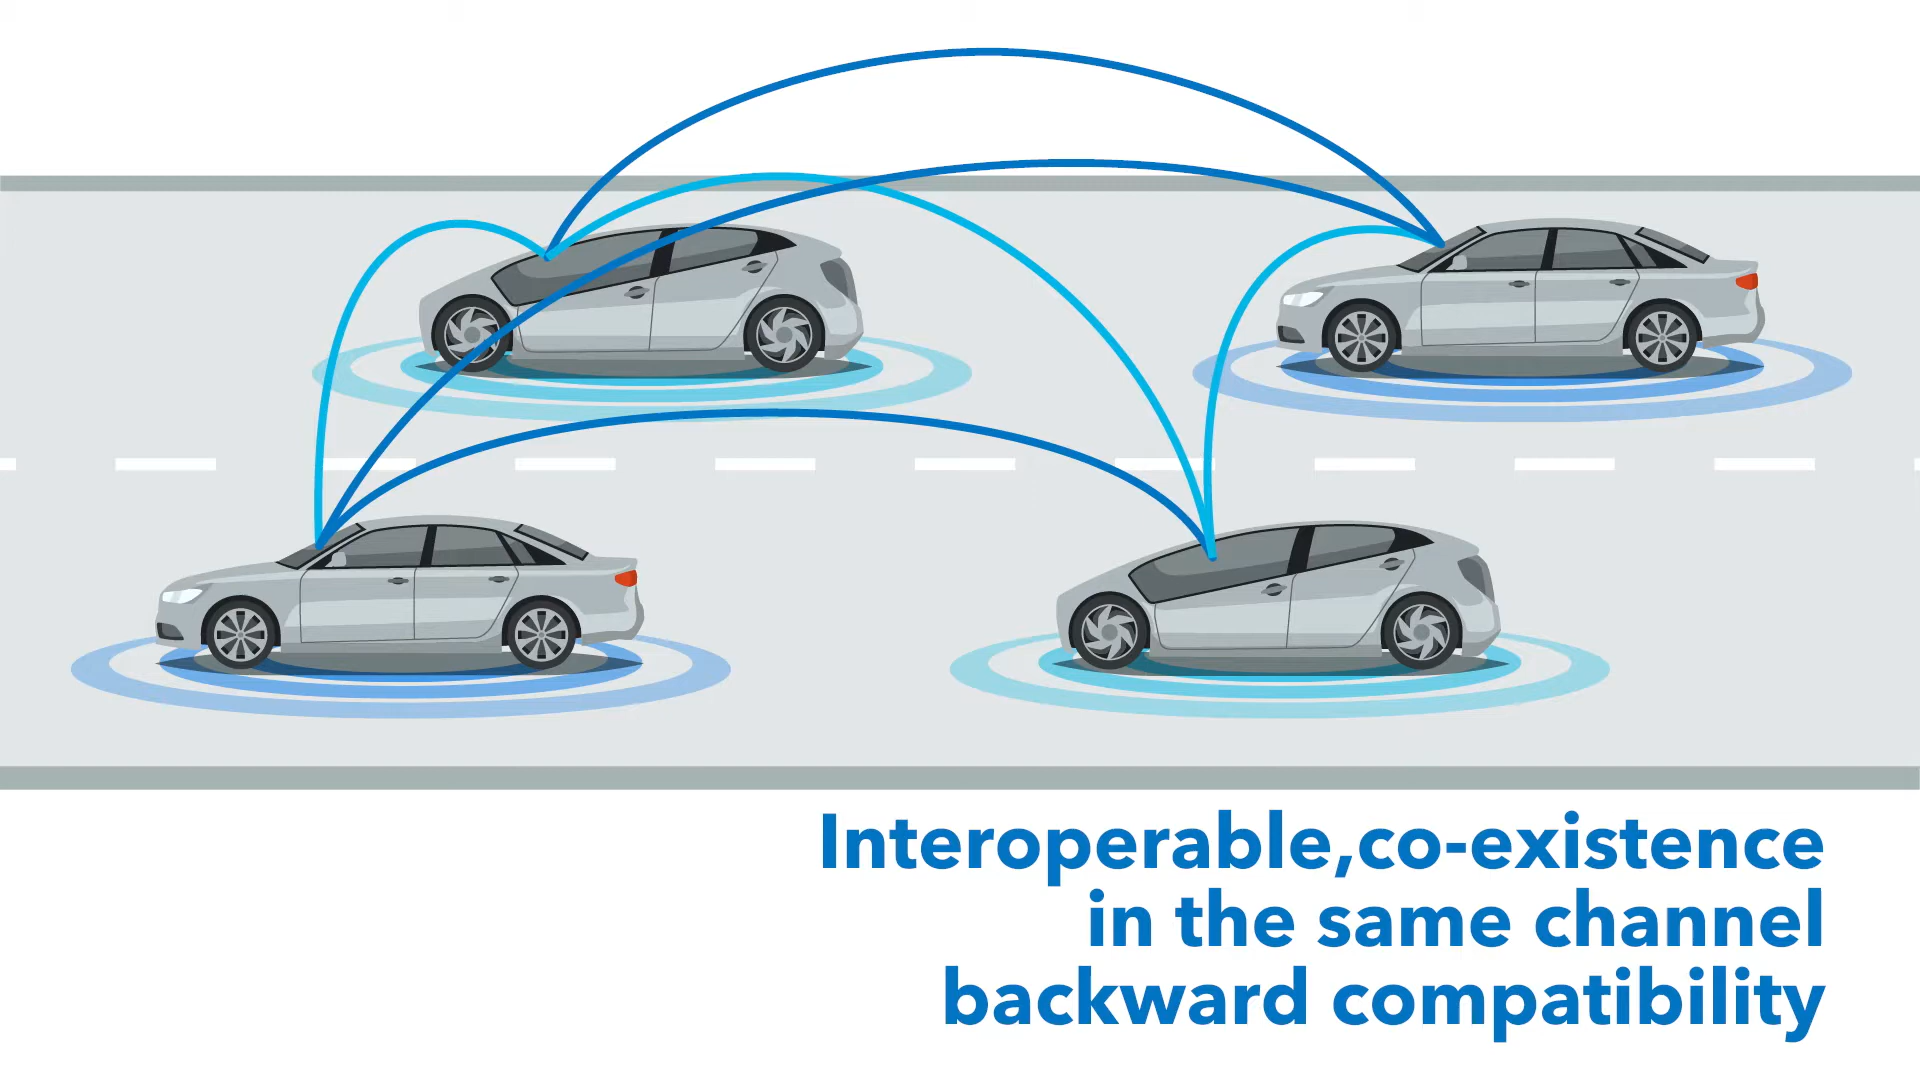 Interoperable,co-existence
in the same channel
backward compatibility